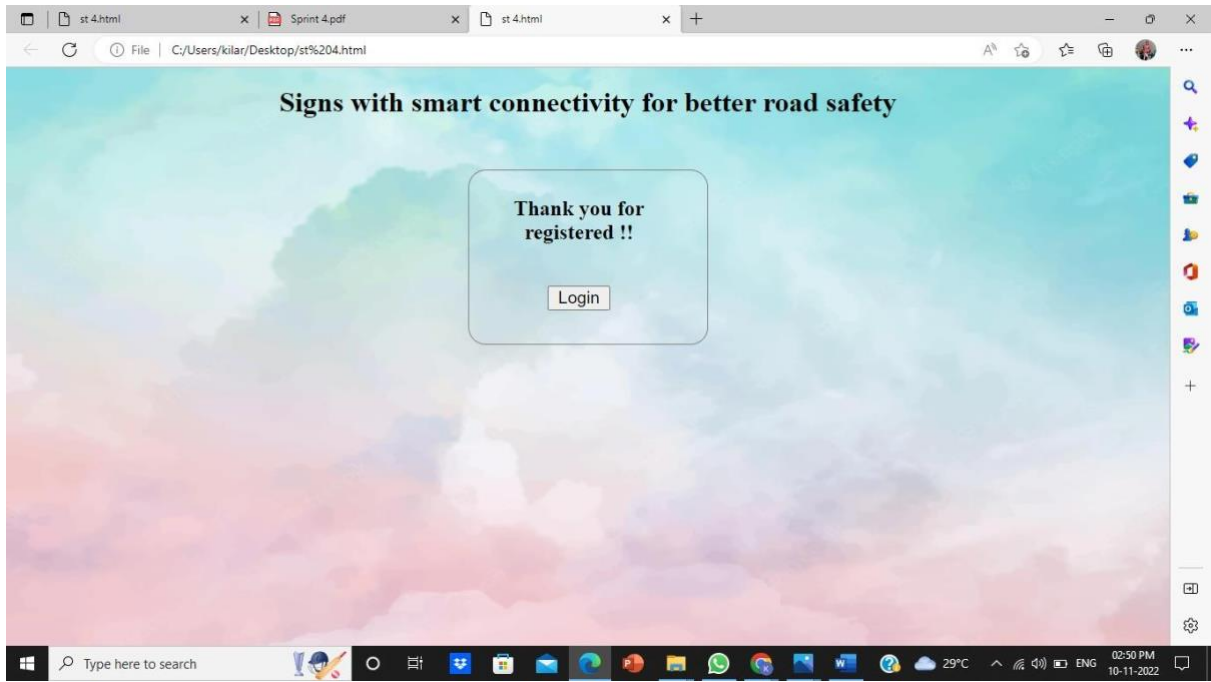 st 4.html
Sprint 4.pdf
st 4.html
File
C:/Users/kilar/Desktop/st%204.html
Signs with smart connectivity for better road safety
Thank you for
registered !!
Login
Type here to search
29°C
ENG
02:50 PM
10-11-2022